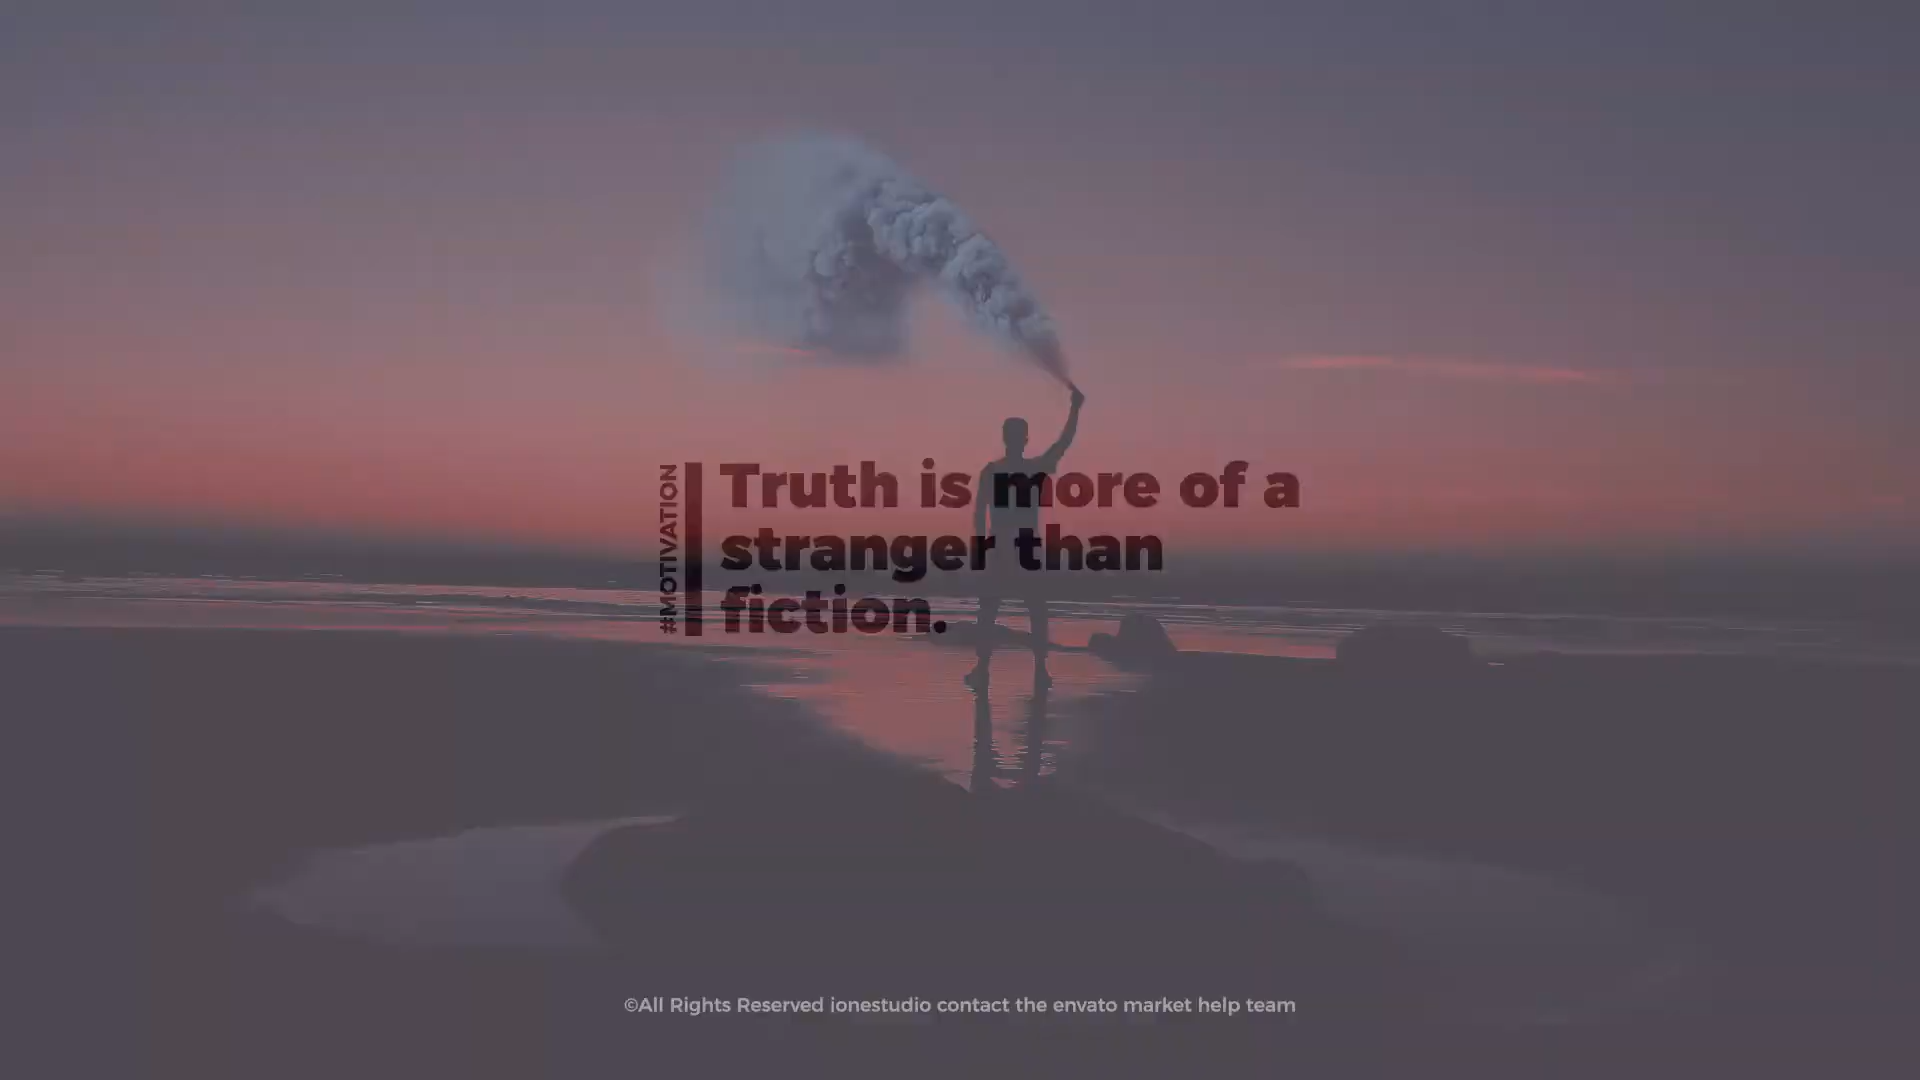 #MOTIVATION
Truth is more of a
stranger than
fiction.
©All Rights Reserved ionestudio contact the envato market help team